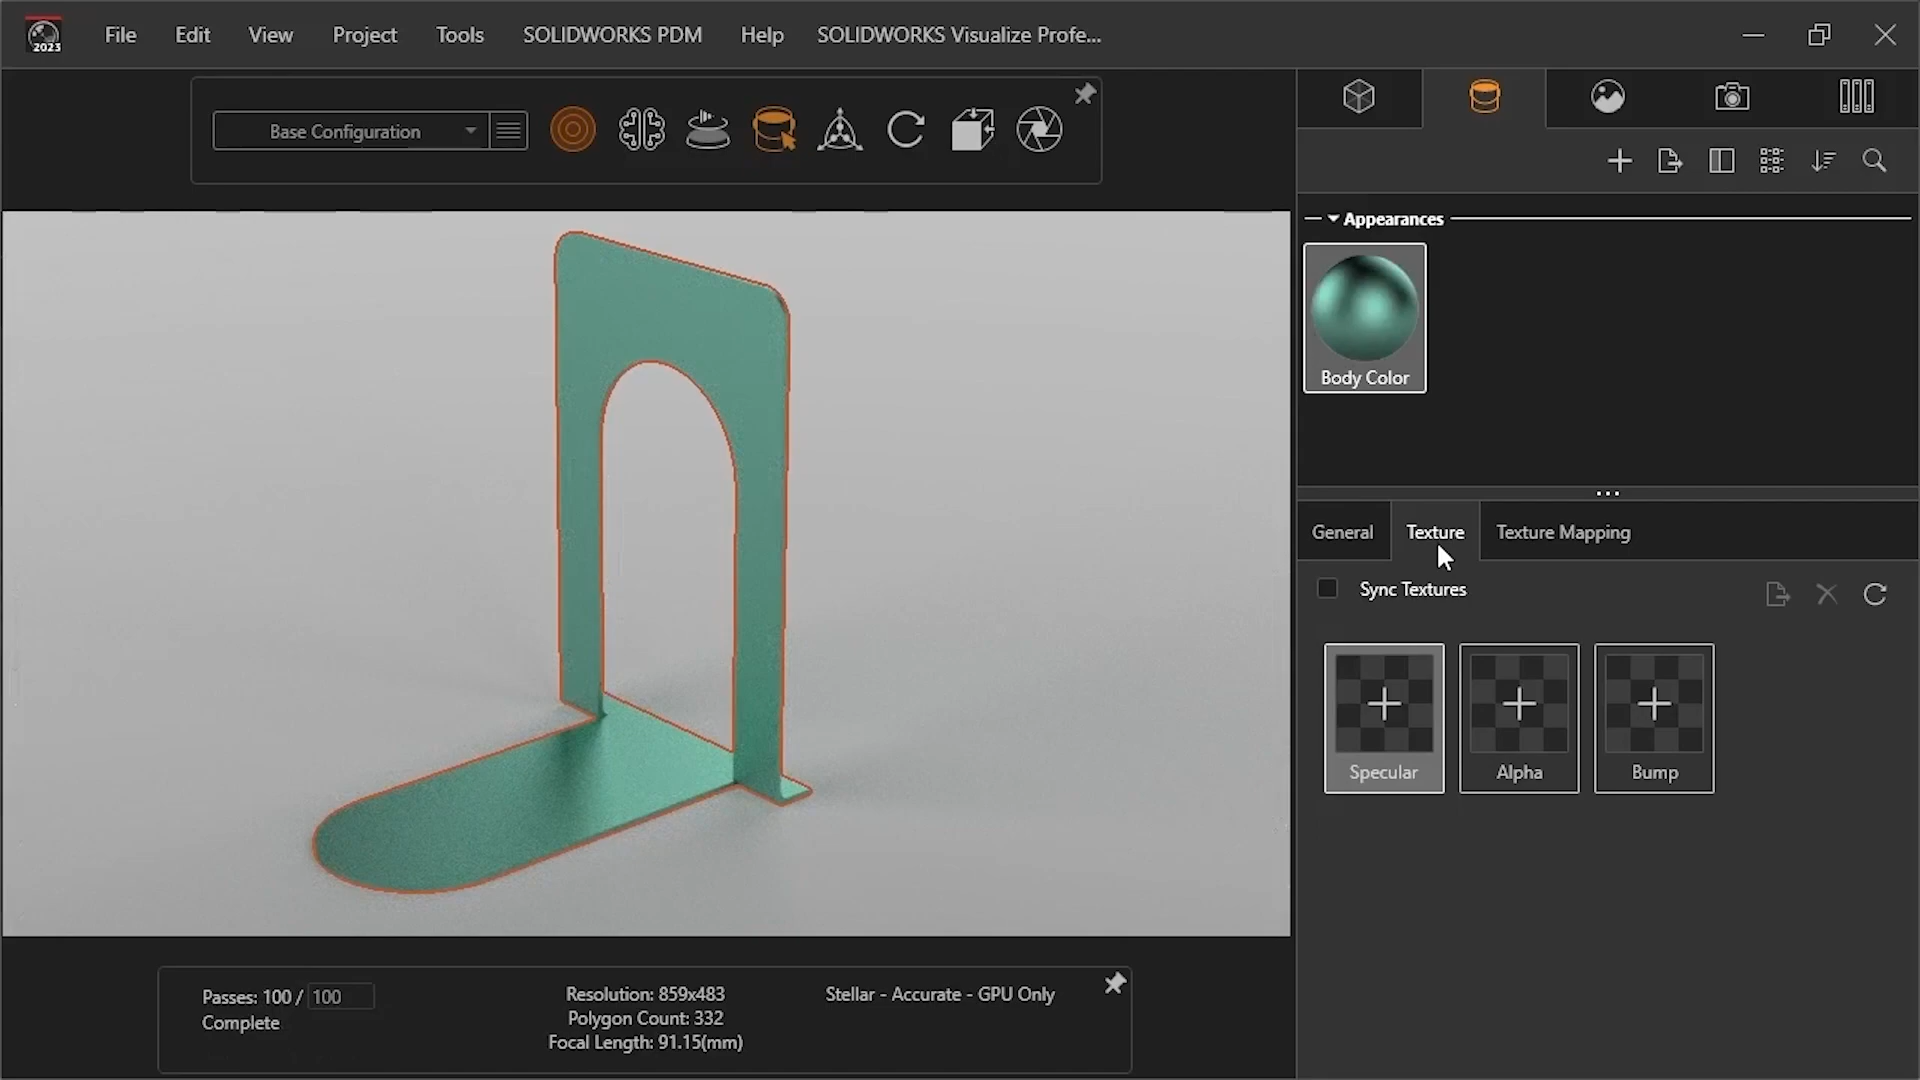 2023
File Edit View Project Tools SOLIDWORKS PDM Help SOLIDWORKS Visualize Profe...
Base Configuration
Appearances
Body Color
General Texture Texture Mapping
Sync Textures
Specular Alpha Bump
Passes: 100 / 100
Complete
Resolution: 859x483
Polygon Count: 332
Focal Length: 91.15(mm)
Stellar - Accurate - GPU Only